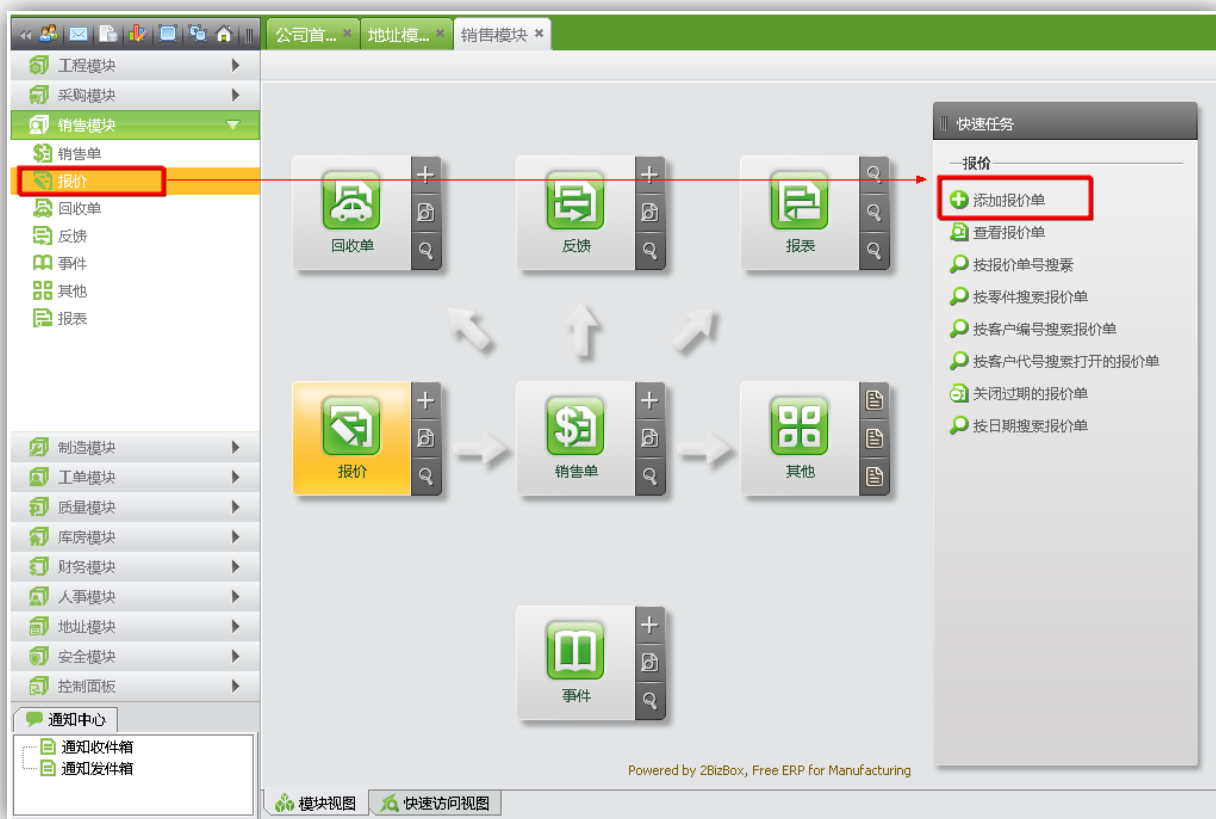 公司首...
地址模...
销售模块
工程模块
采购模块
销售模块
销售单
报价
回收单
反馈
事件
其他
报表
制造模块
工单模块
质量模块
库房模块
财务模块
人事模块
地址模块
安全模块
控制面板
通知中心
通知收件箱
通知发件箱
回收单
反馈
报表
报价
销售单
其他
事件
Powered by 2BizBox, Free ERP for Manufacturing
模块视图
快速访问视图
快速任务
报价
添加报价单
查看报价单
按报价单号搜素
按零件搜索报价单
按客户编号搜索报价单
按客户代号搜索打开的报价单
关闭过期的报价单
按日期搜索报价单